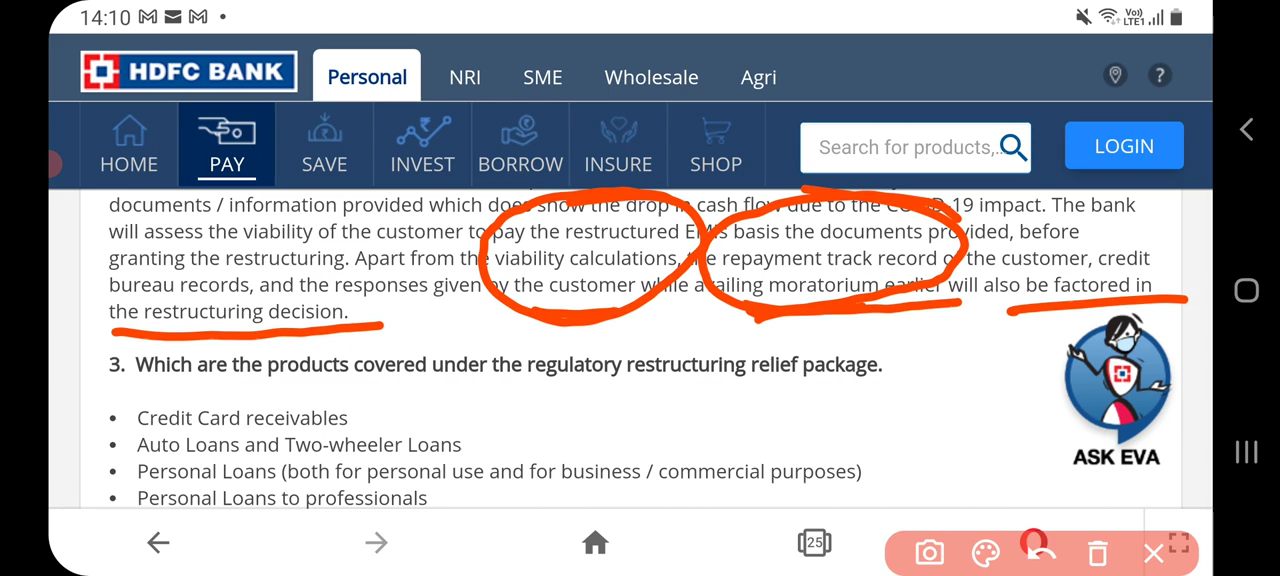 14:10
Vo))
LTE1
HDFC BANK
Personal NRI SME Wholesale Agri
HOME PAY SAVE INVEST BORROW INSURE SHOP
Search for products,... LOGIN
documents / information provided which does show the drop in cash flow due to the COVID-19 impact. The bank
will assess the viability of the customer to pay the restructured EMIs basis the documents provided, before
granting the restructuring. Apart from the viability calculations, the repayment track record of the customer, credit
bureau records, and the responses given by the customer while availing moratorium earlier will also be factored in
the restructuring decision.
3. Which are the products covered under the regulatory restructuring relief package.
• Credit Card receivables
• Auto Loans and Two-wheeler Loans
• Personal Loans (both for personal use and for business / commercial purposes)
• Personal Loans to professionals
ASK EVA
25